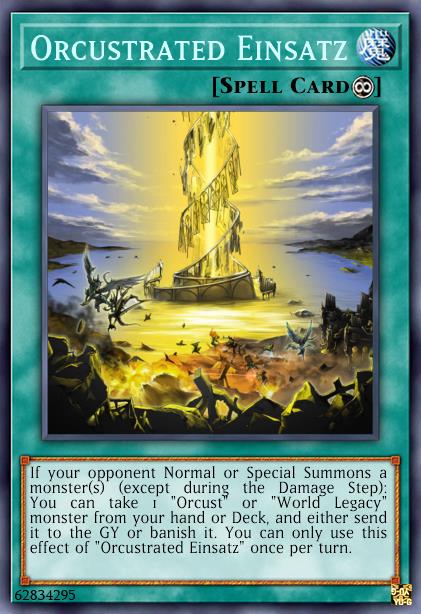 ORCUSTRATED EINSATZ
[SPELL CARD♾]
If your opponent Normal or Special Summons a
monster(s) (except during the Damage Step):
You can take 1 "Orcust" or "World Legacy"
monster from your hand or Deck, and either send
it to the GY or banish it. You can only use this
effect of "Orcustrated Einsatz" once per turn.
62834295